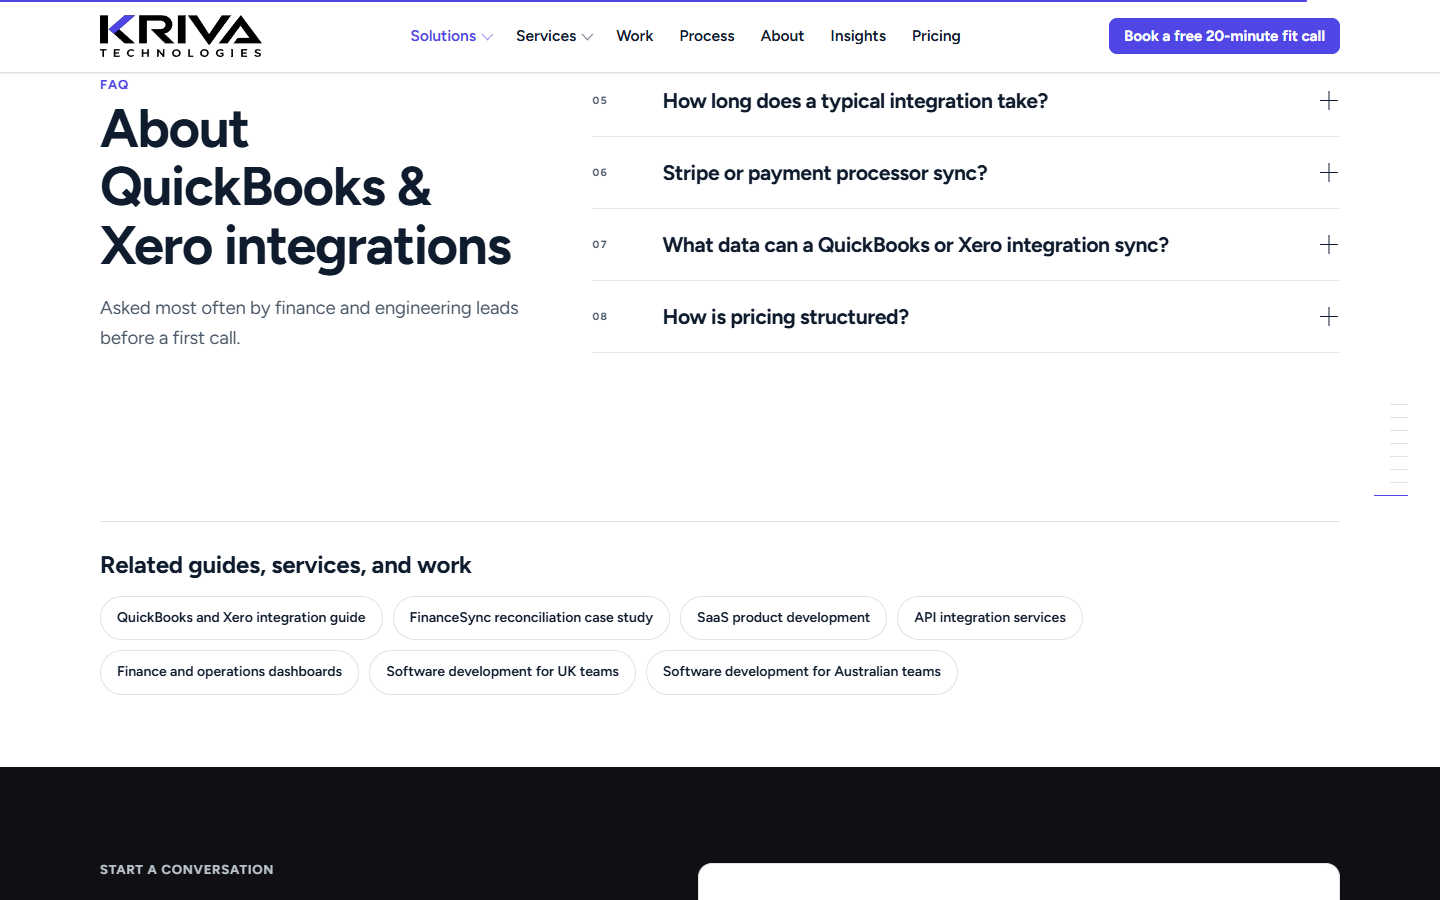 KRIVA
TECHNOLOGIES
Solutions
Services
Work
Process
About
Insights
Pricing
Book a free 20-minute fit call
FAQ
About
QuickBooks &
Xero integrations
Asked most often by finance and engineering leads
before a first call.
05 How long does a typical integration take?
06 Stripe or payment processor sync?
07 What data can a QuickBooks or Xero integration sync?
08 How is pricing structured?
Related guides, services, and work
QuickBooks and Xero integration guide
FinanceSync reconciliation case study
SaaS product development
API integration services
Finance and operations dashboards
Software development for UK teams
Software development for Australian teams
START A CONVERSATION